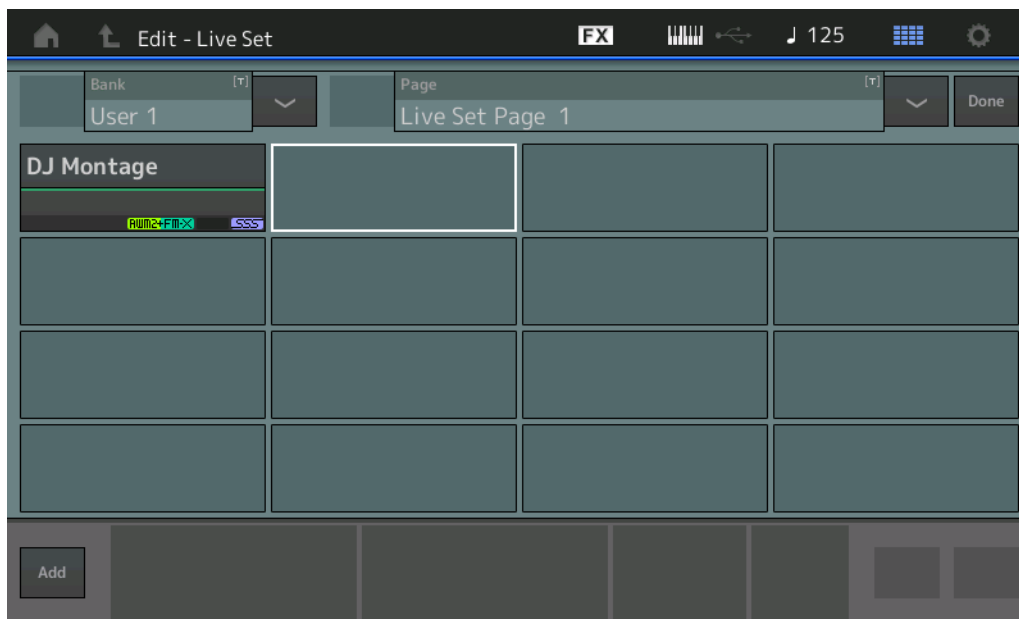 Edit - Live Set
FX
125
Bank [T]
User 1
Page [T]
Live Set Page 1
Done
DJ Montage
AWM2+FM-X
SSS
Add